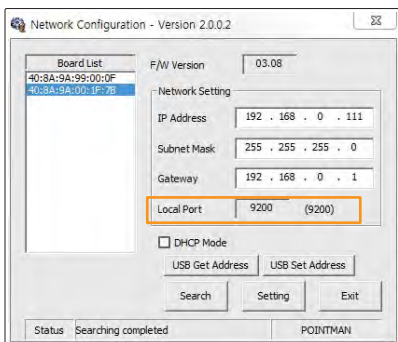 Network Configuration - Version 2.0.0.2
Board List
40:8A:9A:99:00:0F
40:8A:9A:00:1F:7B
F/W Version 03.08
Network Setting
IP Address 192 . 168 . 0 . 111
Subnet Mask 255 . 255 . 255 . 0
Gateway 192 . 168 . 0 . 1
Local Port 9200 (9200)
DHCP Mode
USB Get Address USB Set Address
Search Setting Exit
Status Searching completed POINTMAN